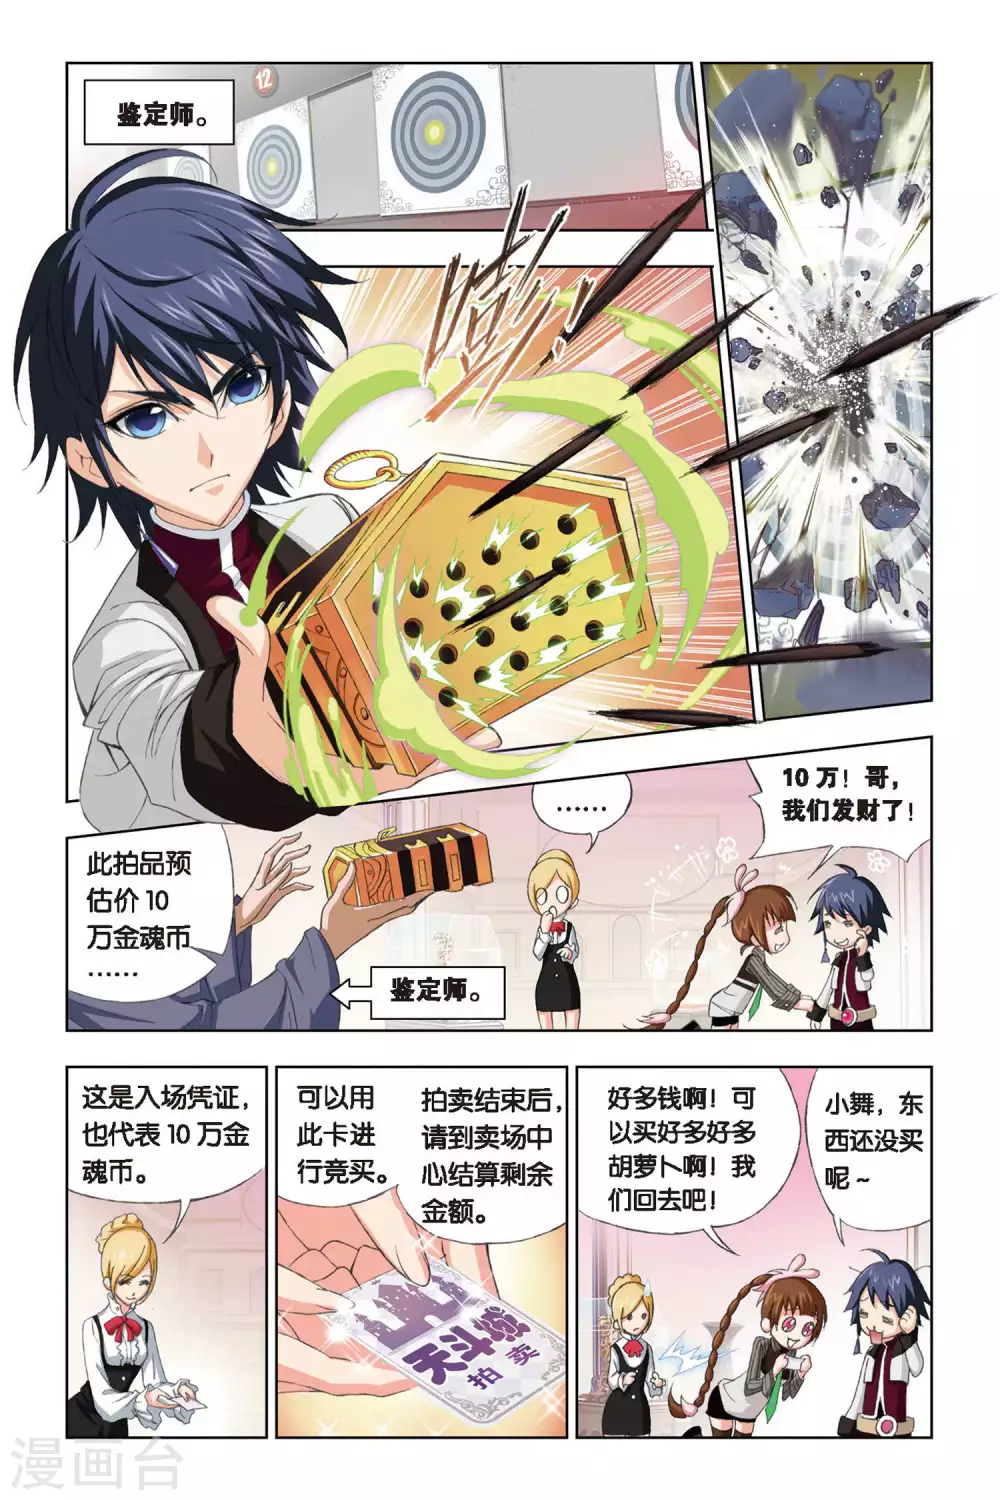 12
鉴定师。
嘭!
此拍品预
估价10
万金魂币
……
鉴定师。
……
10万！哥，
我们发财了！
这是入场凭证，
也代表10万金
魂币。
可以用
此卡进
行竞买。
拍卖结束后，
请到卖场中
心结算剩余
金额。
天斗城
拍卖
好多钱啊！可
以买好多好多
胡萝卜啊！我
们回去吧！
小舞，东
西还没买
呢~
漫画台